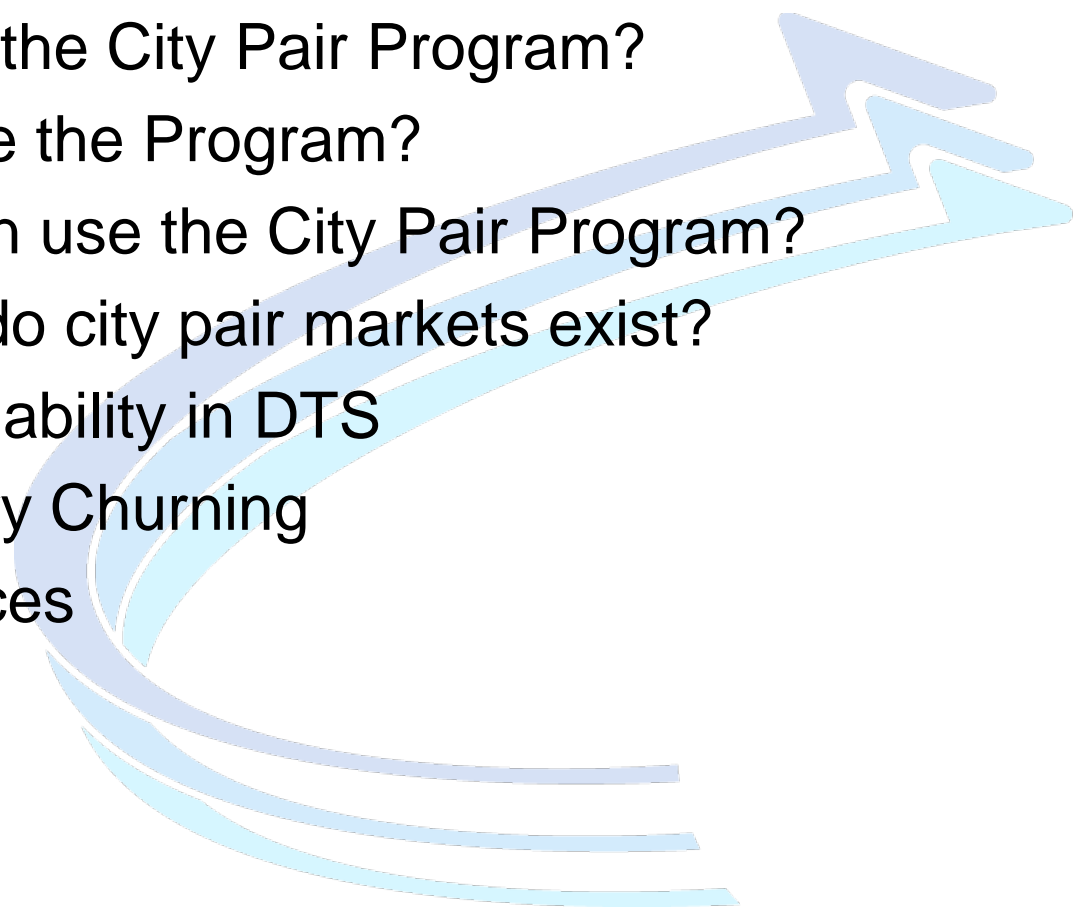 the City Pair Program?
e the Program?
n use the City Pair Program?
do city pair markets exist?
ability in DTS
y Churning
ces